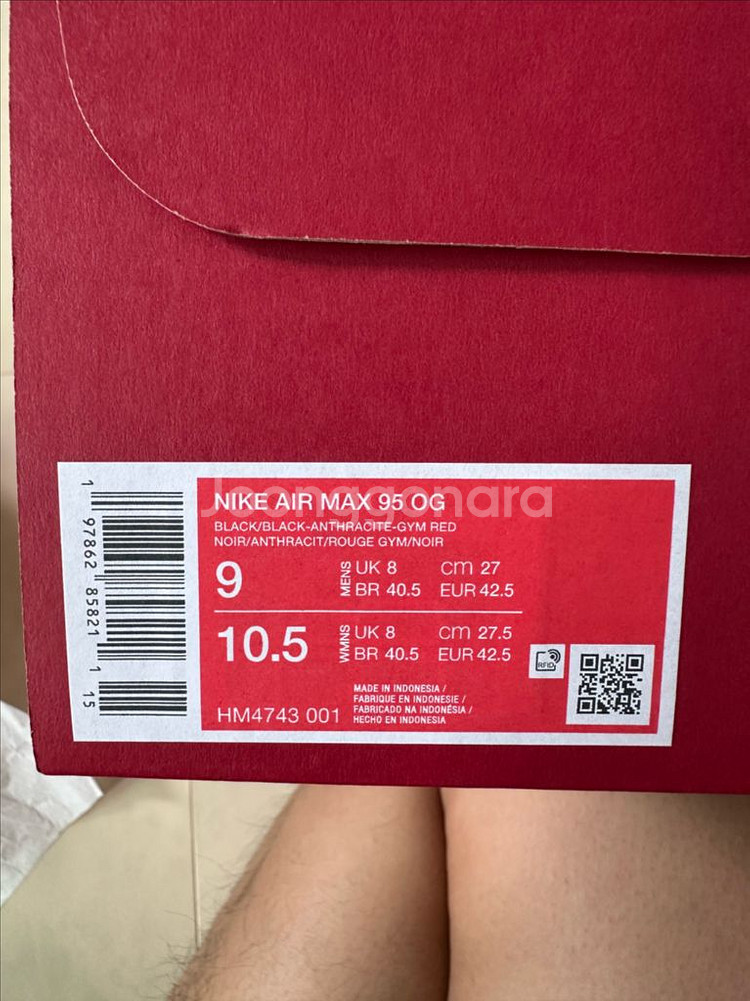 NIKE AIR MAX 95 OG
BLACK/BLACK-ANTHRACITE-GYM RED
NOIR/ANTHRACIT/ROUGE GYM/NOIR
9
MENS
UK 8 cm 27
BR 40.5 EUR 42.5
10.5
WMNS
UK 8 cm 27.5
BR 40.5 EUR 42.5
HM4743 001
MADE IN INDONESIA /
FABRIQUE EN INDONESIE /
FABRICADO NA INDONÉSIA /
HECHO EN INDONESIA
RFID
1 97862 85821 1 15
Joonggonara